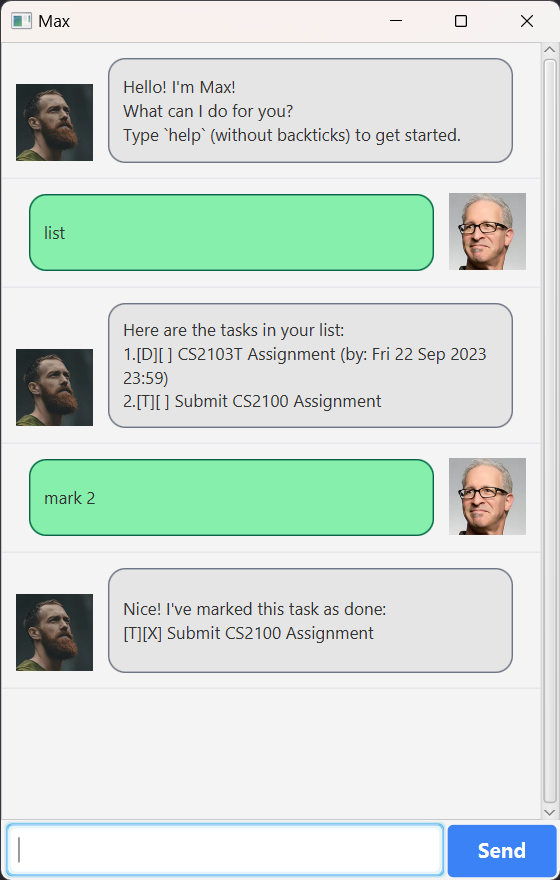 Max
Hello! I'm Max!
What can I do for you?
Type `help` (without backticks) to get started.
list
Here are the tasks in your list:
1.[D][ ] CS2103T Assignment (by: Fri 22 Sep 2023
23:59)
2.[T][ ] Submit CS2100 Assignment
mark 2
Nice! I've marked this task as done:
[T][X] Submit CS2100 Assignment
Send